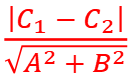 |C₁ − C₂|
√A² + B²